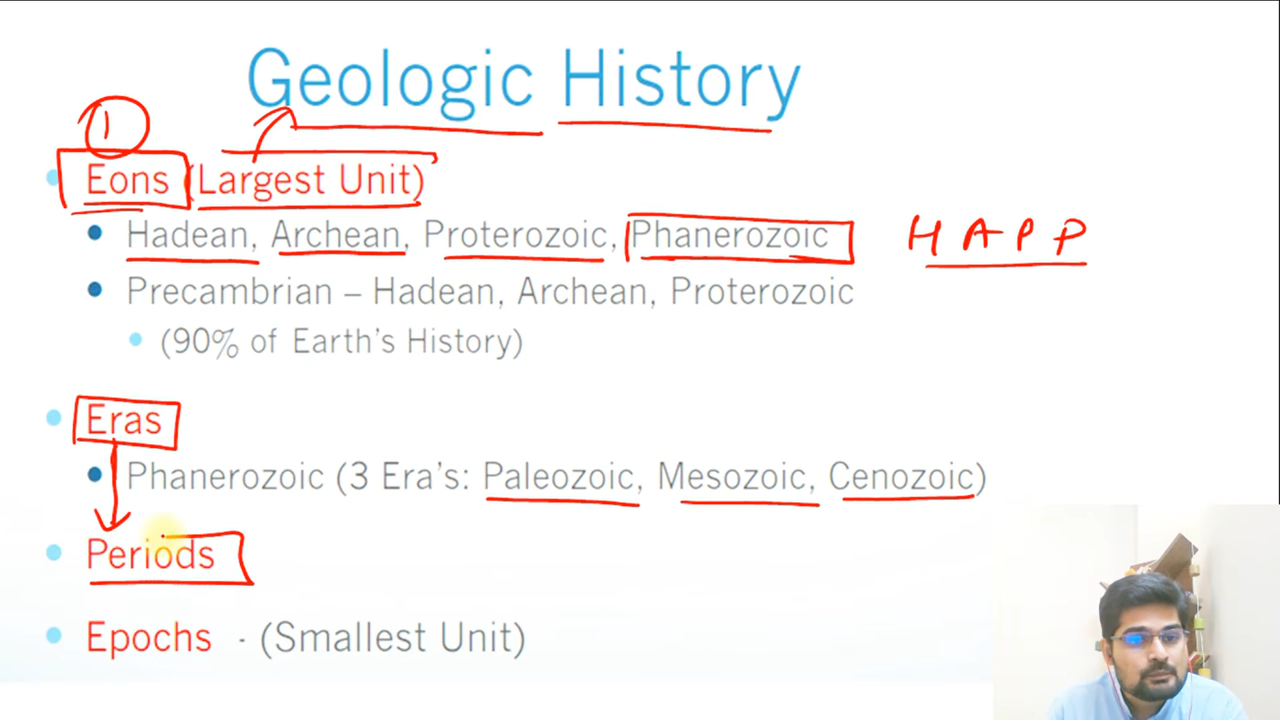 Geologic History
1
Eons (Largest Unit)
Hadean, Archean, Proterozoic, Phanerozoic HAPP
Precambrian – Hadean, Archean, Proterozoic
(90% of Earth's History)
Eras
Phanerozoic (3 Era's: Paleozoic, Mesozoic, Cenozoic)
Periods
Epochs - (Smallest Unit)